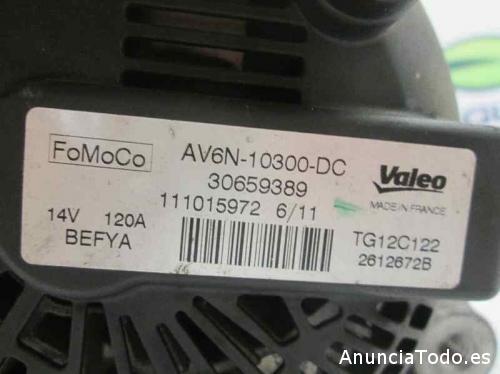 FoMoCo
AV6N-10300-DC
30659389
111015972 6/11
14V 120A
BEFYA
Valeo
MADE IN FRANCE
TG12C122
2612672B
AnunciaTodo.es